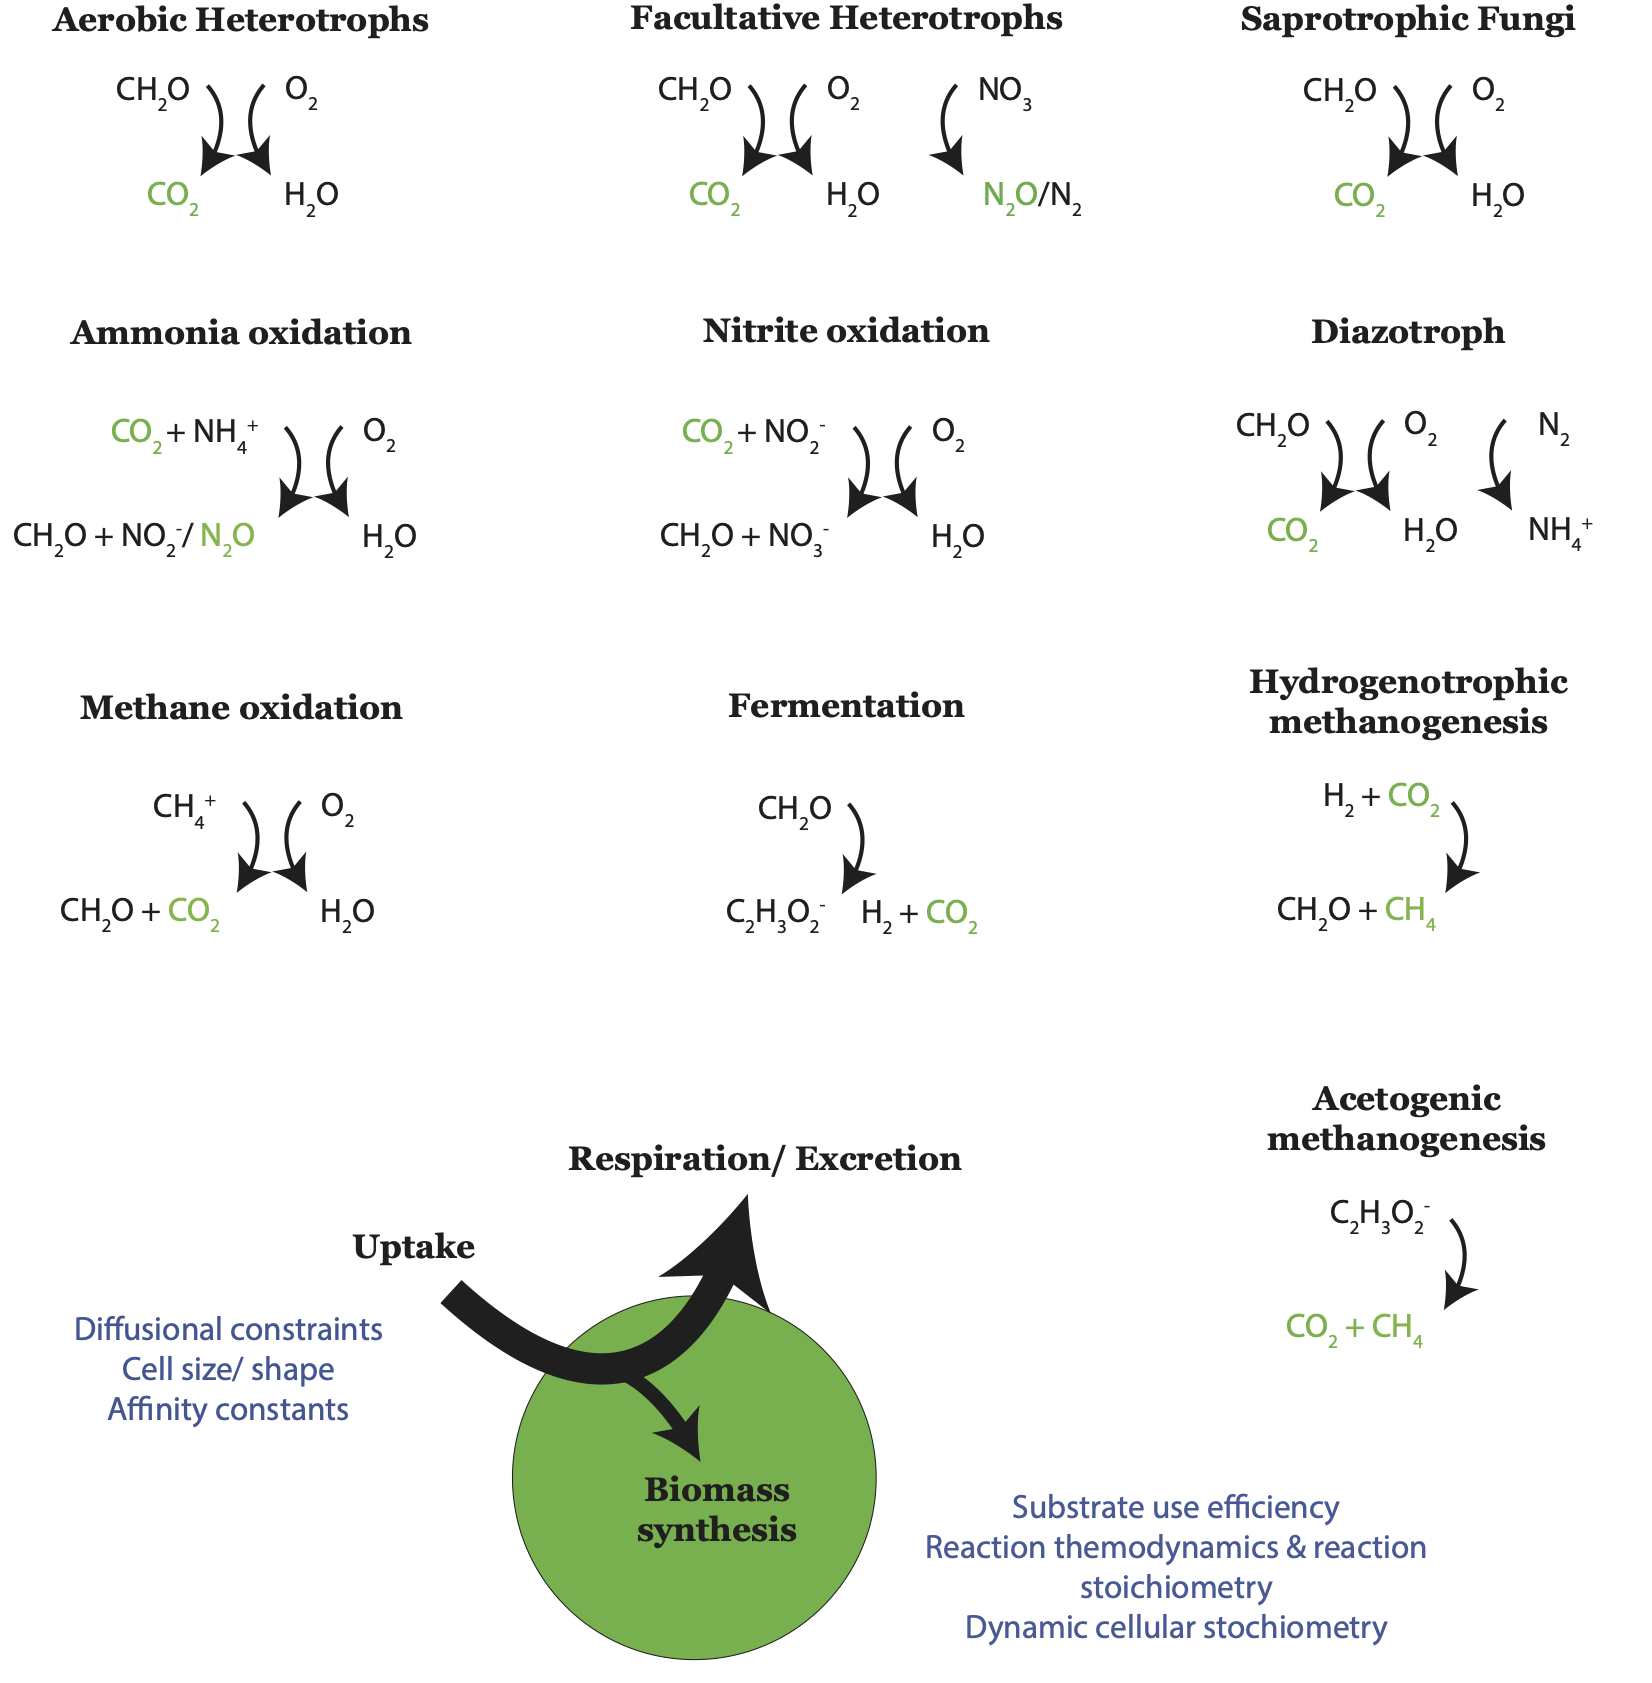 Aerobic Heterotrophs
CH₂O O₂
CO₂ H₂O
Facultative Heterotrophs
CH₂O O₂ NO₃
CO₂ H₂O N₂O/N₂
Saprotrophic Fungi
CH₂O O₂
CO₂ H₂O
Ammonia oxidation
CO₂ + NH₄⁺ O₂
CH₂O + NO₂⁻/ N₂O H₂O
Nitrite oxidation
CO₂ + NO₂⁻ O₂
CH₂O + NO₃⁻ H₂O
Diazotroph
CH₂O O₂ N₂
CO₂ H₂O NH₄⁺
Methane oxidation
CH₄⁺ O₂
CH₂O + CO₂ H₂O
Fermentation
CH₂O
C₂H₃O₂⁻ H₂ + CO₂
Hydrogenotrophic
methanogenesis
H₂ + CO₂
CH₂O + CH₄
Acetogenic
methanogenesis
C₂H₃O₂⁻
CO₂ + CH₄
Respiration/ Excretion
Uptake
Diffusional constraints
Cell size/ shape
Affinity constants
Biomass
synthesis
Substrate use efficiency
Reaction themodynamics & reaction
stoichiometry
Dynamic cellular stochiometry